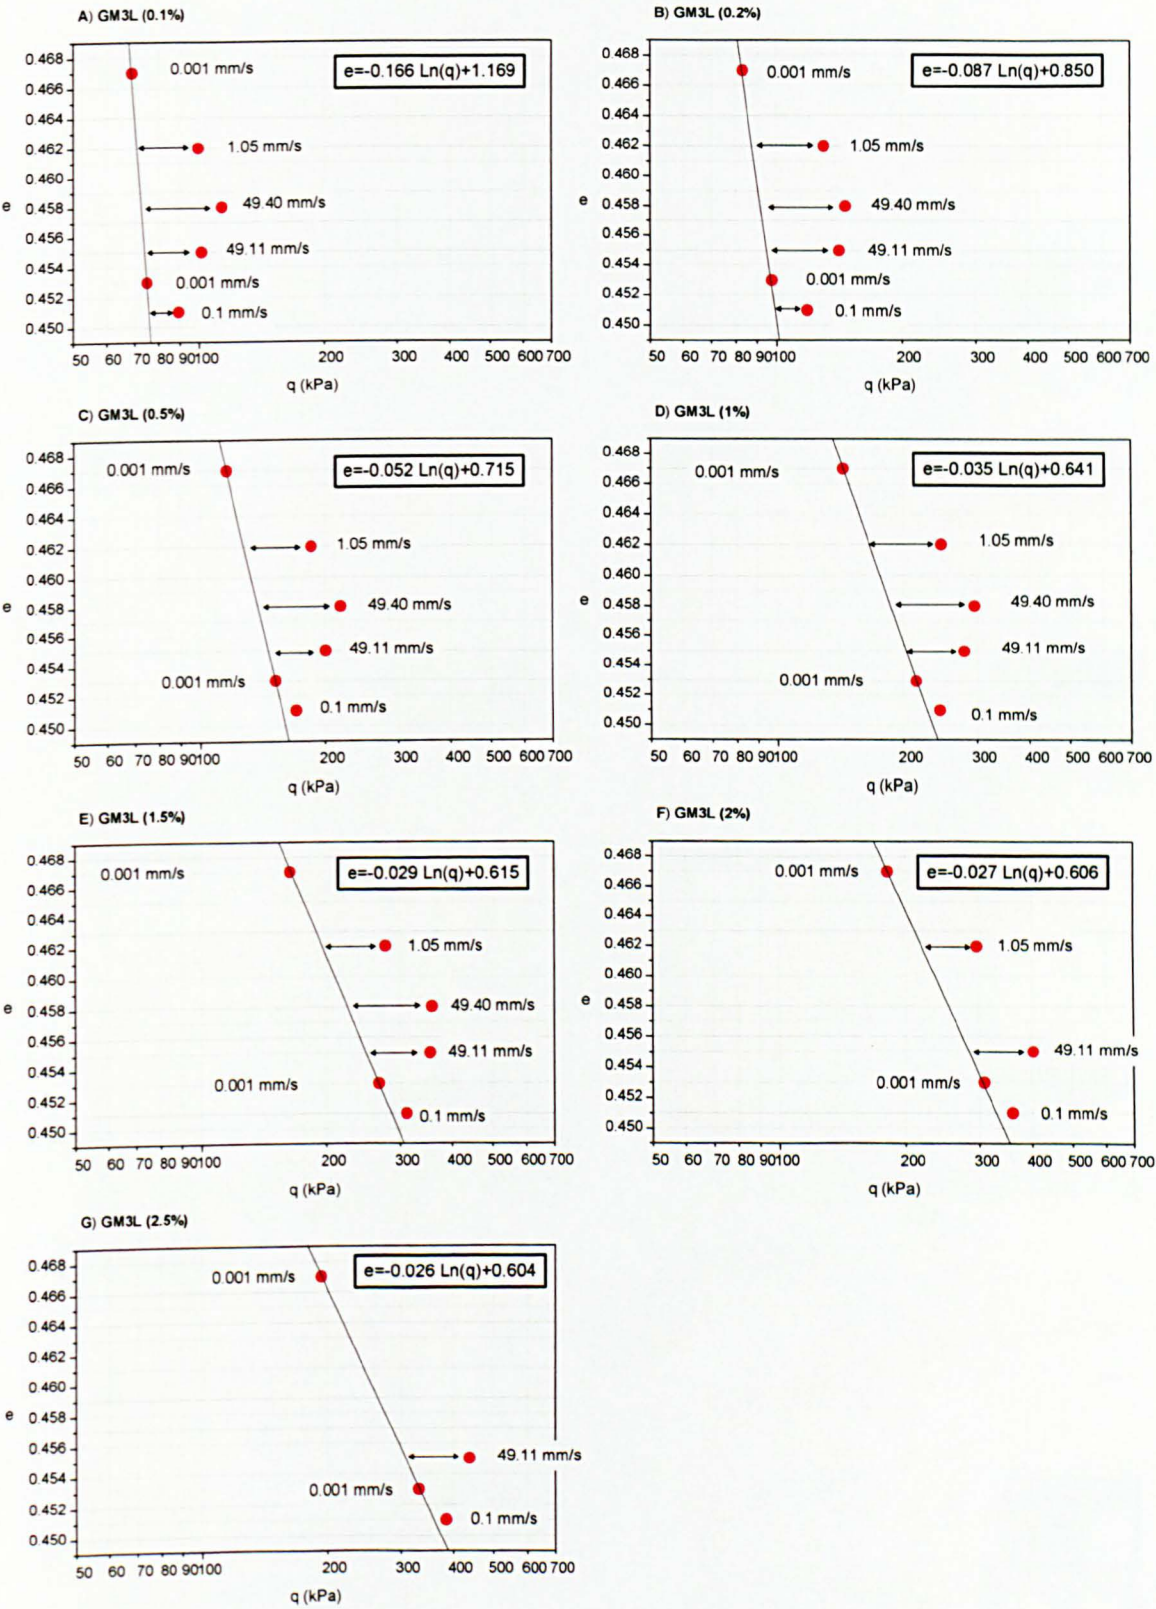 A) GM3L (0.1%)
e=-0.166 Ln(q)+1.169
0.468
0.466
0.464
0.462
0.460
0.458
0.456
0.454
0.452
0.450
e
0.001 mm/s
1.05 mm/s
49.40 mm/s
49.11 mm/s
0.001 mm/s
0.1 mm/s
50 60 70 80 90 100 200 300 400 500 600 700
q (kPa)
B) GM3L (0.2%)
e=-0.087 Ln(q)+0.850
0.468
0.466
0.464
0.462
0.460
0.458
0.456
0.454
0.452
0.450
e
0.001 mm/s
1.05 mm/s
49.40 mm/s
49.11 mm/s
0.001 mm/s
0.1 mm/s
50 60 70 80 90 100 200 300 400 500 600 700
q (kPa)
C) GM3L (0.5%)
e=-0.052 Ln(q)+0.715
0.468
0.466
0.464
0.462
0.460
0.458
0.456
0.454
0.452
0.450
e
0.001 mm/s
1.05 mm/s
49.40 mm/s
49.11 mm/s
0.001 mm/s
0.1 mm/s
50 60 70 80 90 100 200 300 400 500 600 700
q (kPa)
D) GM3L (1%)
e=-0.035 Ln(q)+0.641
0.468
0.466
0.464
0.462
0.460
0.458
0.456
0.454
0.452
0.450
e
0.001 mm/s
1.05 mm/s
49.40 mm/s
49.11 mm/s
0.001 mm/s
0.1 mm/s
50 60 70 80 90 100 200 300 400 500 600 700
q (kPa)
E) GM3L (1.5%)
e=-0.029 Ln(q)+0.615
0.468
0.466
0.464
0.462
0.460
0.458
0.456
0.454
0.452
0.450
e
0.001 mm/s
1.05 mm/s
49.40 mm/s
49.11 mm/s
0.001 mm/s
0.1 mm/s
50 60 70 80 90 100 200 300 400 500 600 700
q (kPa)
F) GM3L (2%)
e=-0.027 Ln(q)+0.606
0.468
0.466
0.464
0.462
0.460
0.458
0.456
0.454
0.452
0.450
e
0.001 mm/s
1.05 mm/s
49.11 mm/s
0.001 mm/s
0.1 mm/s
50 60 70 80 90 100 200 300 400 500 600 700
q (kPa)
G) GM3L (2.5%)
e=-0.026 Ln(q)+0.604
0.468
0.466
0.464
0.462
0.460
0.458
0.456
0.454
0.452
0.450
e
0.001 mm/s
49.11 mm/s
0.001 mm/s
0.1 mm/s
50 60 70 80 90 100 200 300 400 500 600 700
q (kPa)